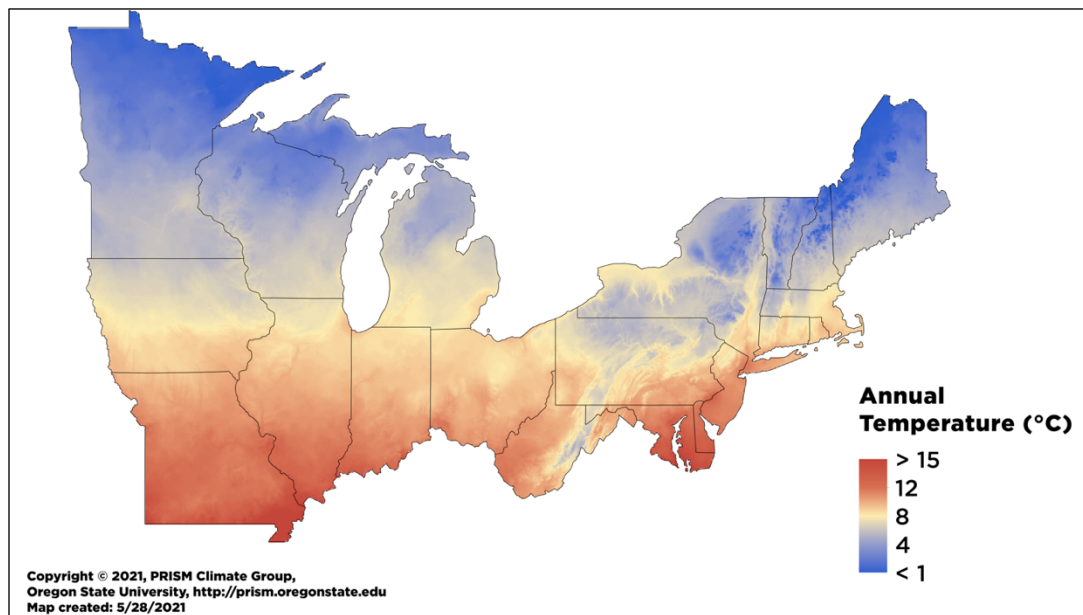 Annual
Temperature (°C)
> 15
12
8
4
< 1
Copyright © 2021, PRISM Climate Group,
Oregon State University, http://prism.oregonstate.edu
Map created: 5/28/2021